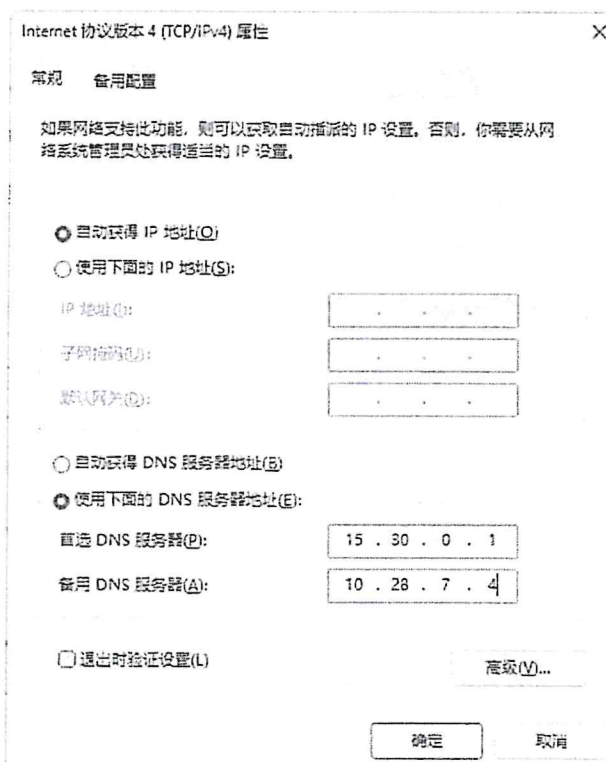 Internet 协议版本 4 (TCP/IPv4) 属性
常规 备用配置
如果网络支持此功能，则可以获取自动指派的 IP 设置。否则，你需要从网
络系统管理员处获得适当的 IP 设置。
自动获得 IP 地址(O)
使用下面的 IP 地址(S):
IP 地址(I):
子网掩码(U):
默认网关(D):
自动获得 DNS 服务器地址(B)
使用下面的 DNS 服务器地址(E):
首选 DNS 服务器(P): 15 . 30 . 0 . 1
备用 DNS 服务器(A): 10 . 28 . 7 . 4
退出时验证设置(L)
高级(V)...
确定 取消